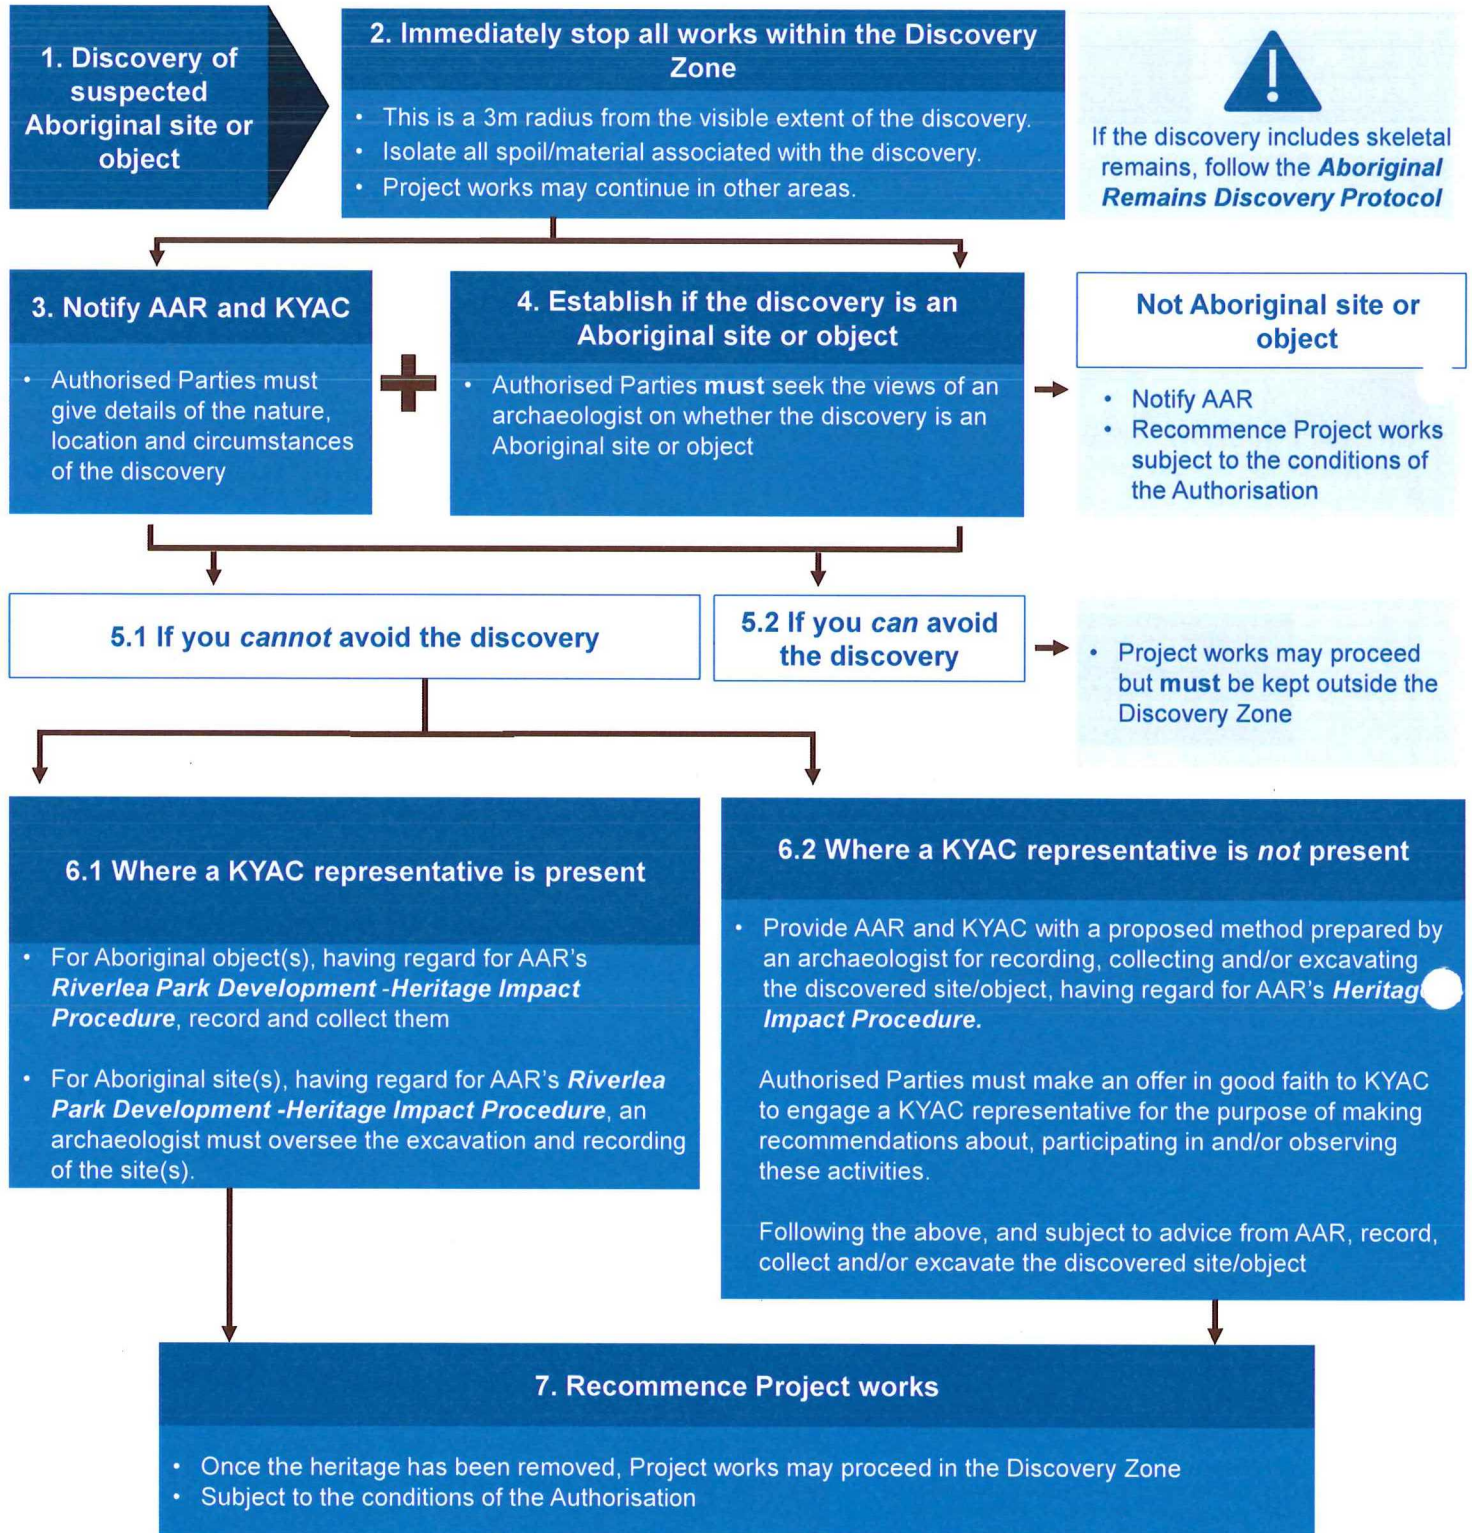 1. Discovery of
suspected
Aboriginal site or
object
2. Immediately stop all works within the Discovery
Zone
• This is a 3m radius from the visible extent of the discovery.
• Isolate all spoil/material associated with the discovery.
• Project works may continue in other areas.
If the discovery includes skeletal
remains, follow the Aboriginal
Remains Discovery Protocol
3. Notify AAR and KYAC
• Authorised Parties must
give details of the nature,
location and circumstances
of the discovery
4. Establish if the discovery is an
Aboriginal site or object
• Authorised Parties must seek the views of an
archaeologist on whether the discovery is an
Aboriginal site or object
Not Aboriginal site or
object
• Notify AAR
• Recommence Project works
subject to the conditions of
the Authorisation
5.1 If you cannot avoid the discovery
5.2 If you can avoid
the discovery
• Project works may proceed
but must be kept outside the
Discovery Zone
6.1 Where a KYAC representative is present
• For Aboriginal object(s), having regard for AAR's
Riverlea Park Development -Heritage Impact
Procedure, record and collect them
• For Aboriginal site(s), having regard for AAR's Riverlea
Park Development -Heritage Impact Procedure, an
archaeologist must oversee the excavation and recording
of the site(s).
6.2 Where a KYAC representative is not present
• Provide AAR and KYAC with a proposed method prepared by
an archaeologist for recording, collecting and/or excavating
the discovered site/object, having regard for AAR's Heritag
Impact Procedure.
Authorised Parties must make an offer in good faith to KYAC
to engage a KYAC representative for the purpose of making
recommendations about, participating in and/or observing
these activities.
Following the above, and subject to advice from AAR, record,
collect and/or excavate the discovered site/object
7. Recommence Project works
• Once the heritage has been removed, Project works may proceed in the Discovery Zone
• Subject to the conditions of the Authorisation